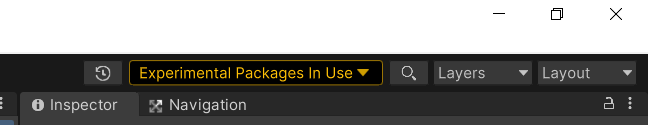 Experimental Packages In Use
Layers
Layout
Inspector
Navigation